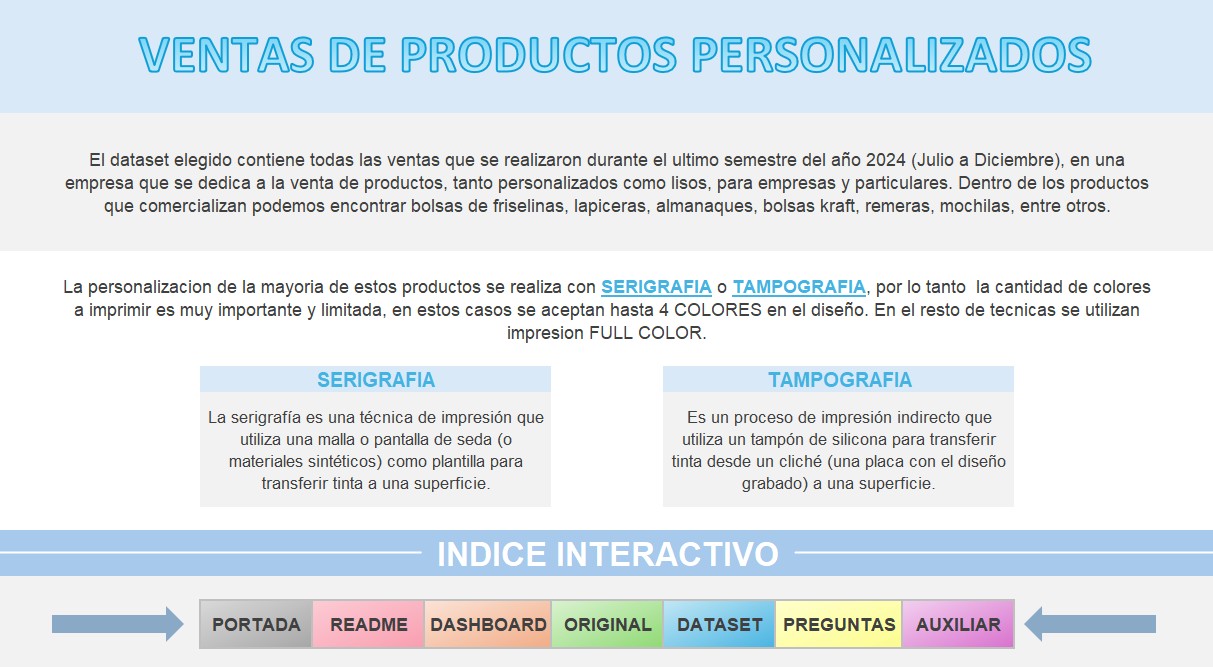 VENTAS DE PRODUCTOS PERSONALIZADOS
El dataset elegido contiene todas las ventas que se realizaron durante el ultimo semestre del año 2024 (Julio a Diciembre), en una
empresa que se dedica a la venta de productos, tanto personalizados como lisos, para empresas y particulares. Dentro de los productos
que comercializan podemos encontrar bolsas de friselinas, lapiceras, almanaques, bolsas kraft, remeras, mochilas, entre otros.
La personalizacion de la mayoria de estos productos se realiza con SERIGRAFIA o TAMPOGRAFIA, por lo tanto  la cantidad de colores
a imprimir es muy importante y limitada, en estos casos se aceptan hasta 4 COLORES en el diseño. En el resto de tecnicas se utilizan
impresion FULL COLOR.
SERIGRAFIA
La serigrafía es una técnica de impresión que
utiliza una malla o pantalla de seda (o
materiales sintéticos) como plantilla para
transferir tinta a una superficie.
TAMPOGRAFIA
Es un proceso de impresión indirecto que
utiliza un tampón de silicona para transferir
tinta desde un cliché (una placa con el diseño
grabado) a una superficie.
INDICE INTERACTIVO
PORTADA README DASHBOARD ORIGINAL DATASET PREGUNTAS AUXILIAR